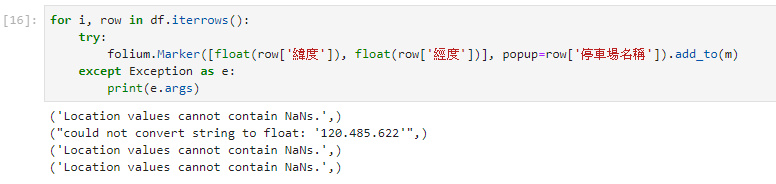 [16]: for i, row in df.iterrows():
try:
folium.Marker([float(row['緯度']), float(row['經度'])], popup=row['停車場名稱']).add_to(m)
except Exception as e:
print(e.args)
('Location values cannot contain NaNs.',)
("could not convert string to float: '120.485.622'",)
('Location values cannot contain NaNs.',)
('Location values cannot contain NaNs.',)